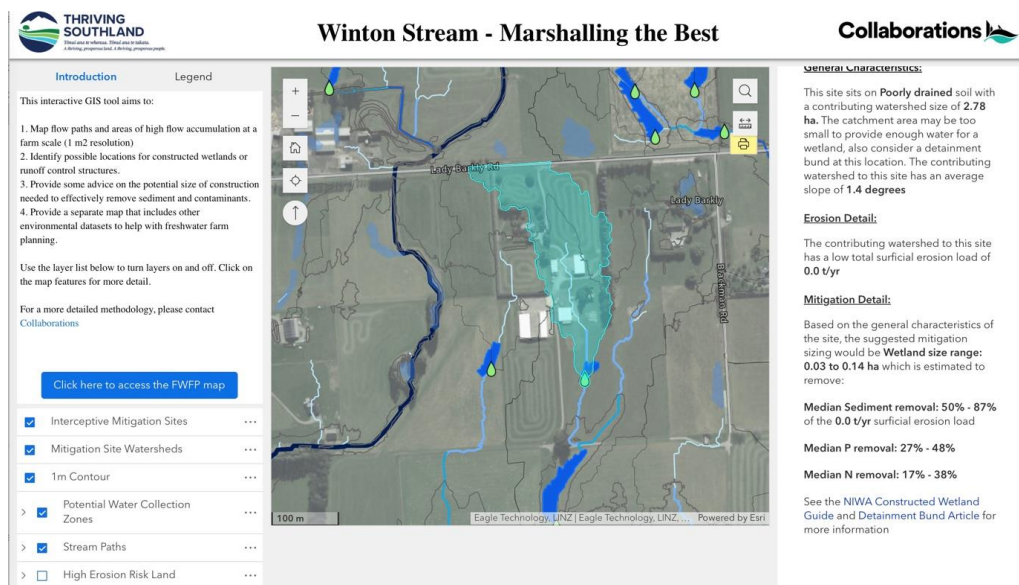 THRIVING
SOUTHLAND
A thriving, prosperous land. A thriving, prosperous people.
Winton Stream - Marshalling the Best
Collaborations
Introduction
Legend
This interactive GIS tool aims to:
1. Map flow paths and areas of high flow accumulation at a
farm scale (1 m2 resolution)
2. Identify possible locations for constructed wetlands or
runoff control structures.
3. Provide some advice on the potential size of construction
needed to effectively remove sediment and contaminants.
4. Provide a separate map that includes other
environmental datasets to help with freshwater farm
planning.
Use the layer list below to turn layers on and off. Click on
the map features for more detail.
For a more detailed methodology, please contact
Collaborations
Click here to access the FWFP map
Interceptive Mitigation Sites
Mitigation Site Watersheds
1m Contour
Potential Water Collection
Zones
Stream Paths
High Erosion Risk Land
Lady Barkly Rd
Lady Barkly
Blackmun Rd
100 m
Eagle Technology, LINZ | Eagle Technology, LINZ, ...
Powered by Esri
General Characteristics:
This site sits on Poorly drained soil with
a contributing watershed size of 2.78
ha. The catchment area may be too
small to provide enough water for a
wetland, also consider a detainment
bund at this location. The contributing
watershed to this site has an average
slope of 1.4 degrees
Erosion Detail:
The contributing watershed to this site
has a low total surficial erosion load of
0.0 t/yr
Mitigation Detail:
Based on the general characteristics of
the site, the suggested mitigation
sizing would be Wetland size range:
0.03 to 0.14 ha which is estimated to
remove:
Median Sediment removal: 50% - 87%
of the 0.0 t/yr surficial erosion load
Median P removal: 27% - 48%
Median N removal: 17% - 38%
See the NIWA Constructed Wetland
Guide and Detainment Bund Article for
more information